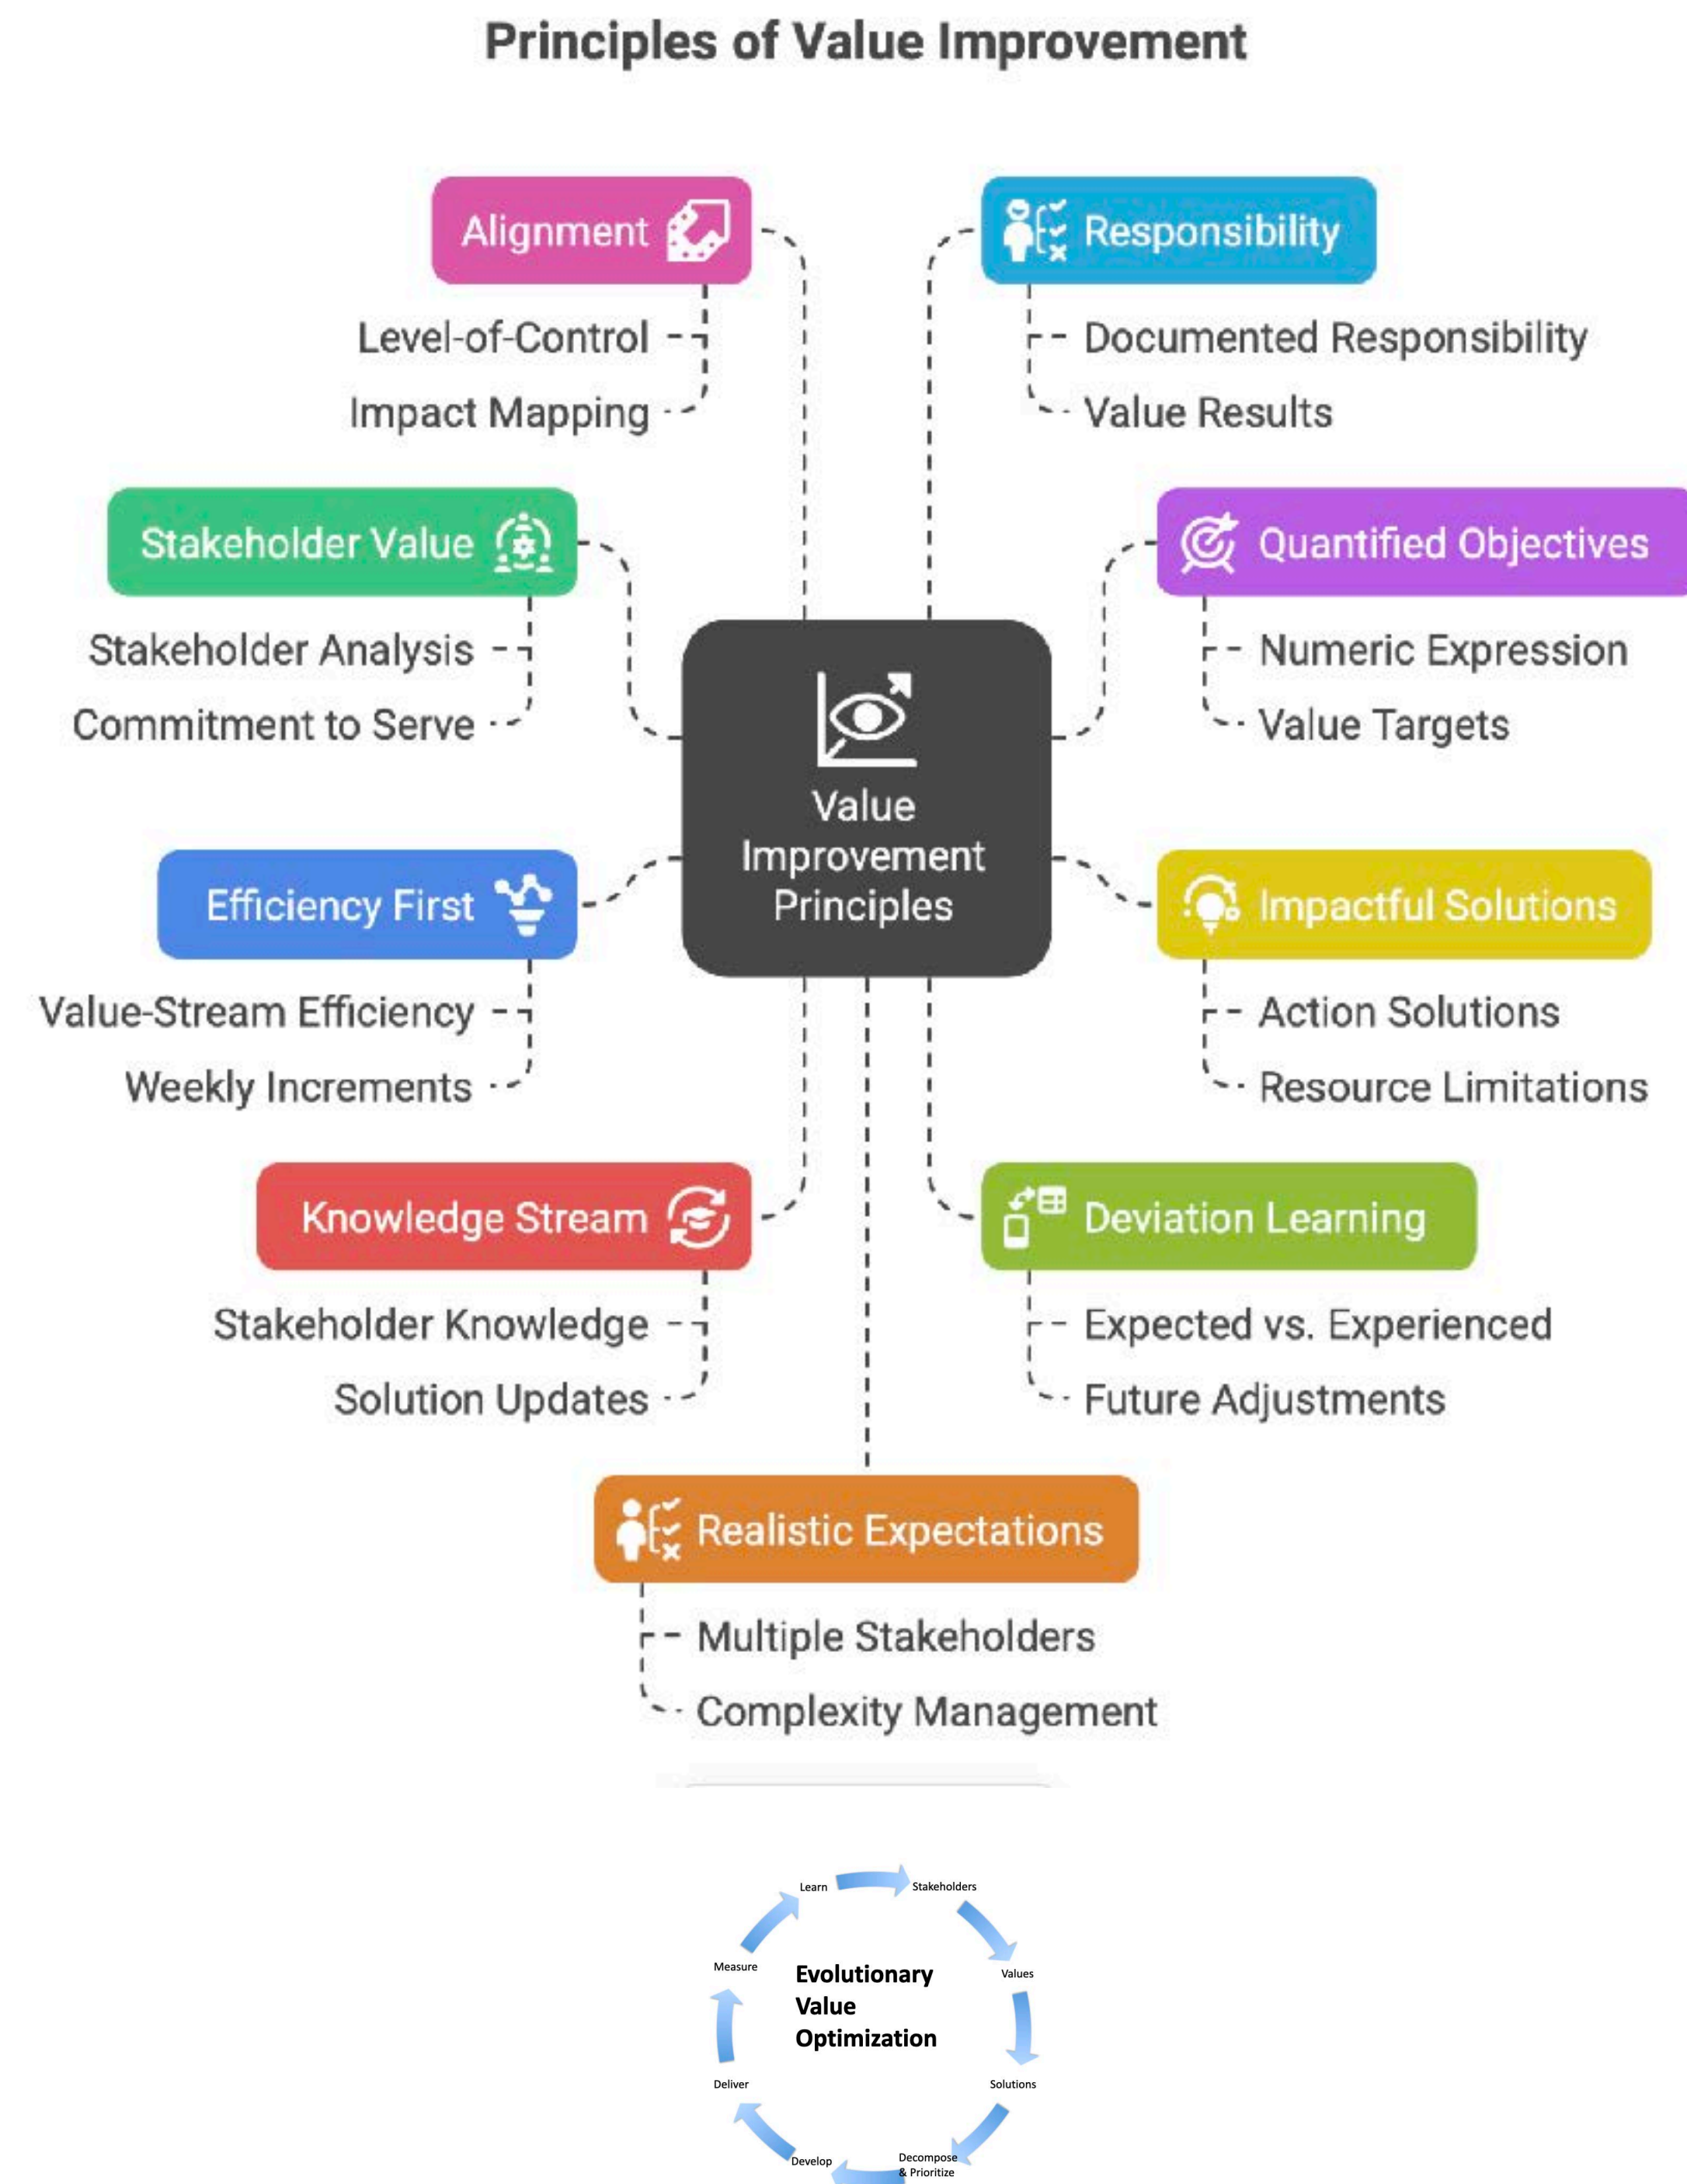 Principles of Value Improvement
Alignment
Level-of-Control
Impact Mapping
Responsibility
Documented Responsibility
Value Results
Stakeholder Value
Stakeholder Analysis
Commitment to Serve
Quantified Objectives
Numeric Expression
Value Targets
Value
Improvement
Principles
Efficiency First
Value-Stream Efficiency
Weekly Increments
Impactful Solutions
Action Solutions
Resource Limitations
Knowledge Stream
Stakeholder Knowledge
Solution Updates
Deviation Learning
Expected vs. Experienced
Future Adjustments
Realistic Expectations
Multiple Stakeholders
Complexity Management
Evolutionary
Value
Optimization
Stakeholders
Values
Solutions
Decompose
& Prioritize
Develop
Deliver
Measure
Learn